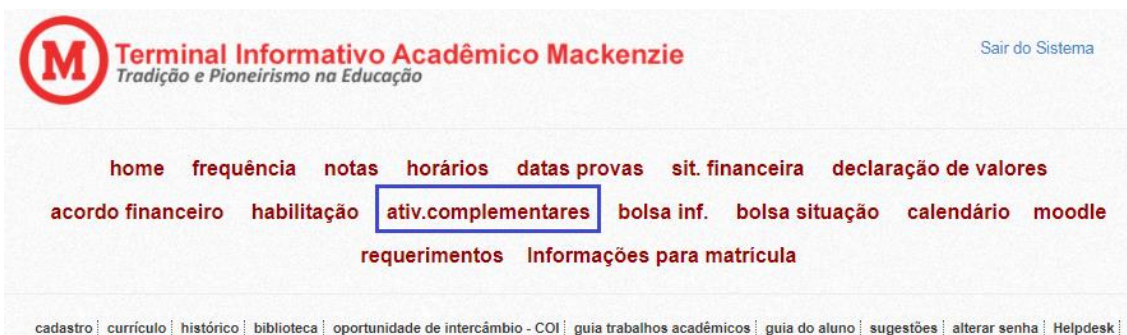 M Terminal Informativo Acadêmico Mackenzie Sair do Sistema
Tradição e Pioneirismo na Educação
home frequência notas horários datas provas sit. financeira declaração de valores
acordo financeiro habilitação ativ.complementares bolsa inf. bolsa situação calendário moodle
requerimentos Informações para matrícula
cadastro currículo histórico biblioteca oportunidade de intercâmbio - COI guia trabalhos acadêmicos guia do aluno sugestões alterar senha Helpdesk